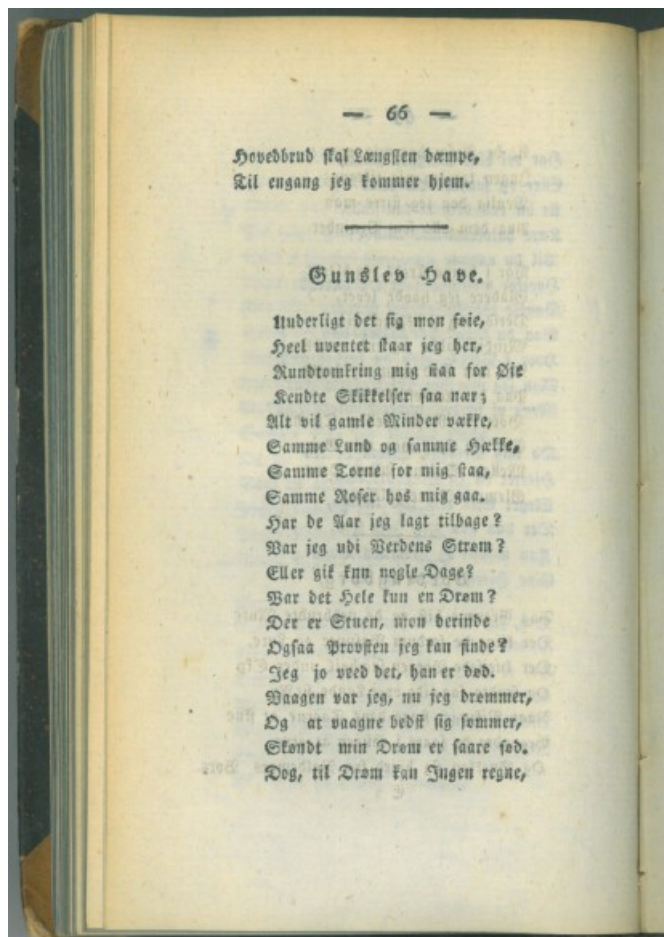 — 66 —
Hovedbrud skal Længslen dæmpe,
Til engang jeg kommer hjem.
Gunslev Have.
Underligt det sig mon føie,
Heel uventet staar jeg her,
Rundtomkring mig staa for Øie
Kendte Skikkelser saa nær;
Alt vil gamle Minder vække,
Samme Lund og samme Hække,
Samme Torne for mig staa,
Samme Roser hos mig gaa.
Har de Aar jeg lagt tilbage?
Var jeg udi Verdens Strøm?
Eller gik knn nogle Dage?
Var det Hele kun en Drøm?
Der er Stuen, mon derinde
Ogsaa Provsten jeg kan finde?
Jeg jo veed det, han er død.
Vaagen var jeg, nu jeg drømmer,
Og at vaagne bedst sig sømmer,
Skøndt min Drøm er saare sød.
Dog, til Drøm kan Ingen regne,